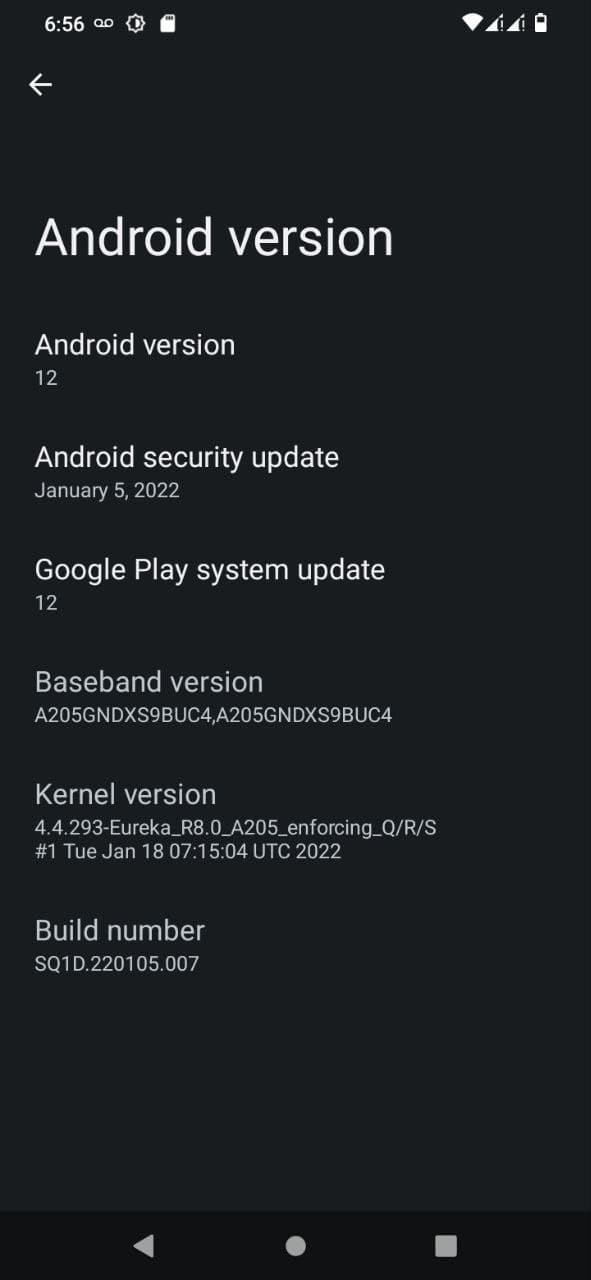 6:56
Android version
Android version
12
Android security update
January 5, 2022
Google Play system update
12
Baseband version
A205GNDXS9BUC4,A205GNDXS9BUC4
Kernel version
4.4.293-Eureka_R8.0_A205_enforcing_Q/R/S
#1 Tue Jan 18 07:15:04 UTC 2022
Build number
SQ1D.220105.007